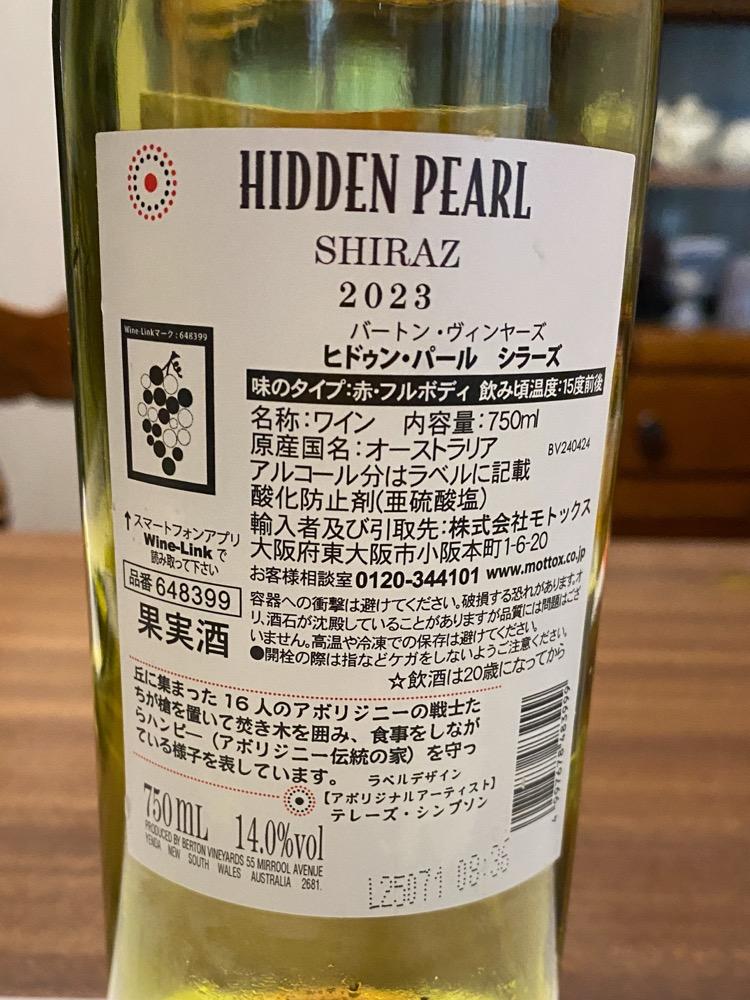 HIDDEN PEARL
SHIRAZ
2023
バートン・ヴィンヤーズ
ヒドゥン・パール シラーズ
味のタイプ:赤・フルボディ 飲み頃温度:15度前後
名称:ワイン 内容量:750ml
原産国名:オーストラリア
BV240424
アルコール分はラベルに記載
酸化防止剤(亜硫酸塩)
輸入者及び引取先:株式会社モトックス
大阪府東大阪市小阪本町1-6-20
お客様相談室 0120-344101 www.mottox.co.jp
容器への衝撃は避けてください。破損する恐れがあります。オ
リ、酒石が沈殿していることがありますが品質には問題はござ
いません。高温や冷凍での保存は避けてください。
●開栓の際は指などケガをしないようご注意ください。
☆飲酒は20歳になってから
Wine-Linkマーク:648399
↑スマートフォンアプリ
Wine-Linkで
読み取って下さい
品番 648399
果実酒
丘に集まった 16 人のアボリジニーの戦士た
ちが槍を置いて焚き木を囲み、食事をしなが
らハンピー(アボリジニー伝統の家)を守っ
ている様子を表しています。
ラベルデザイン
【アボリジナルアーティスト】
テレーズ・シンプソン
750mL 14.0%vol
PRODUCED BY BERTON VINEYARDS 55 MIRROOL AVENUE
YENDA NEW SOUTH WALES AUSTRALIA 2681.
4 997678 483999
L25071 08:36